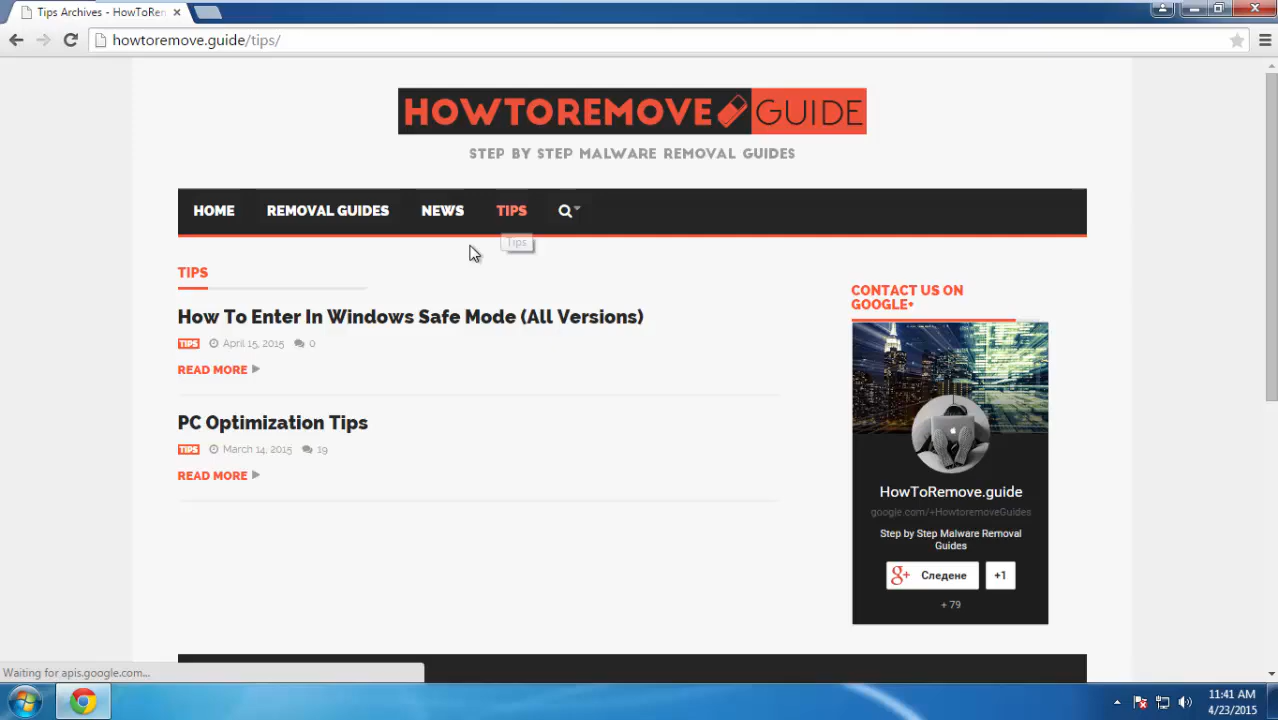 Tips Archives - HowToRem
howtoremove.guide/tips/
HOWTOREMOVE GUIDE
STEP BY STEP MALWARE REMOVAL GUIDES
HOME REMOVAL GUIDES NEWS TIPS
Tips
TIPS
How To Enter In Windows Safe Mode (All Versions)
TIPS April 15, 2015 0
READ MORE
PC Optimization Tips
TIPS March 14, 2015 19
READ MORE
CONTACT US ON
GOOGLE+
HowToRemove.guide
google.com/+HowtoremoveGuides
Step by Step Malware Removal
Guides
g+ Следене +1
+ 79
Waiting for apis.google.com...
11:41 AM
4/23/2015